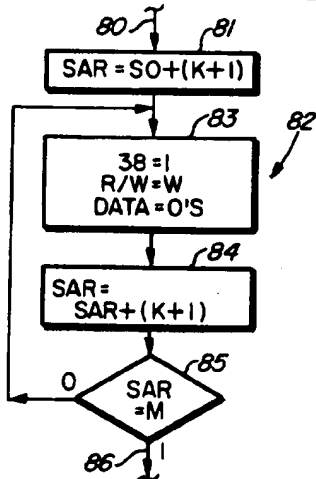 80
81
SAR=SO+(K+1)
83
82
38=1
R/W=W
DATA=O'S
84
SAR=
SAR+(K+1)
85
0
SAR
=M
86
1